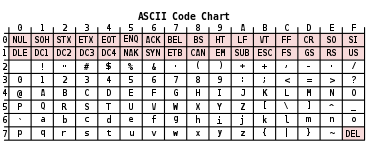 ASCII Code Chart
0 1 2 3 4 5 6 7 8 9 A B C D E F
0 NUL SOH STX ETX EOT ENQ ACK BEL BS HT LF VT FF CR SO SI
1 DLE DC1 DC2 DC3 DC4 NAK SYN ETB CAN EM SUB ESC FS GS RS US
2 ! " # $ % & ' ( ) * + , - . /
3 0 1 2 3 4 5 6 7 8 9 : ; < = > ?
4 @ A B C D E F G H I J K L M N O
5 P Q R S T U V W X Y Z [ \ ] ^ _
6 ` a b c d e f g h i j k l m n o
7 p q r s t u v w x y z { | } ~ DEL